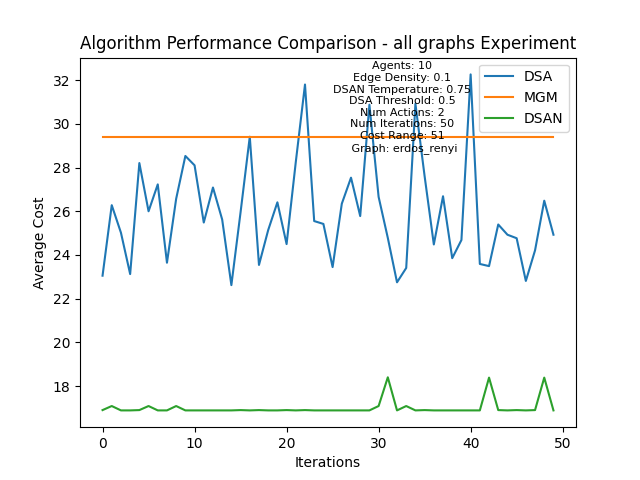 Algorithm Performance Comparison - all graphs Experiment
Agents: 10
Edge Density: 0.1
DSAN Temperature: 0.75
DSA Threshold: 0.5
Num Actions: 2
Num Iterations: 50
Cost Range: 51
Graph: erdos_renyi
DSA
MGM
DSAN
Average Cost
32
30
28
26
24
22
20
18
0
10
20
30
40
50
Iterations